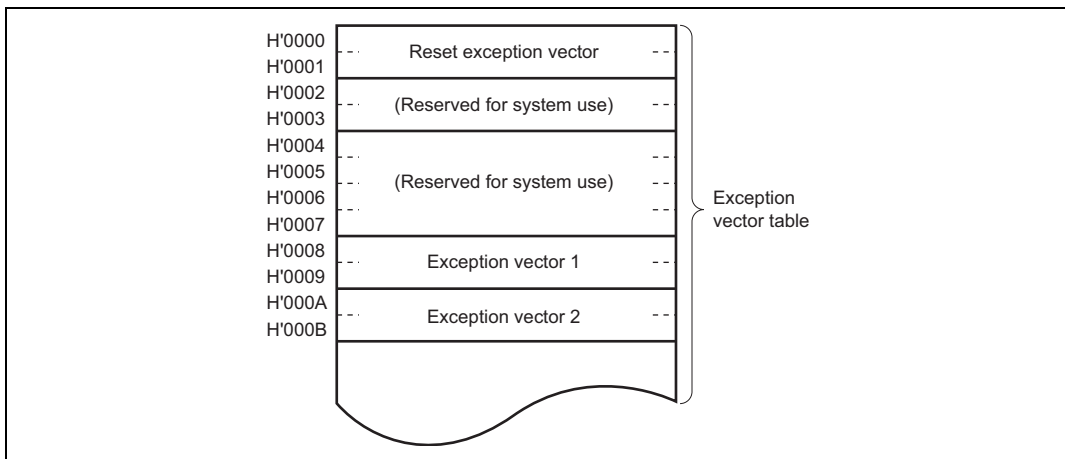 H'0000
H'0001
Reset exception vector
H'0002
H'0003
(Reserved for system use)
H'0004
H'0005
H'0006
H'0007
(Reserved for system use)
H'0008
H'0009
Exception vector 1
H'000A
H'000B
Exception vector 2
Exception
vector table